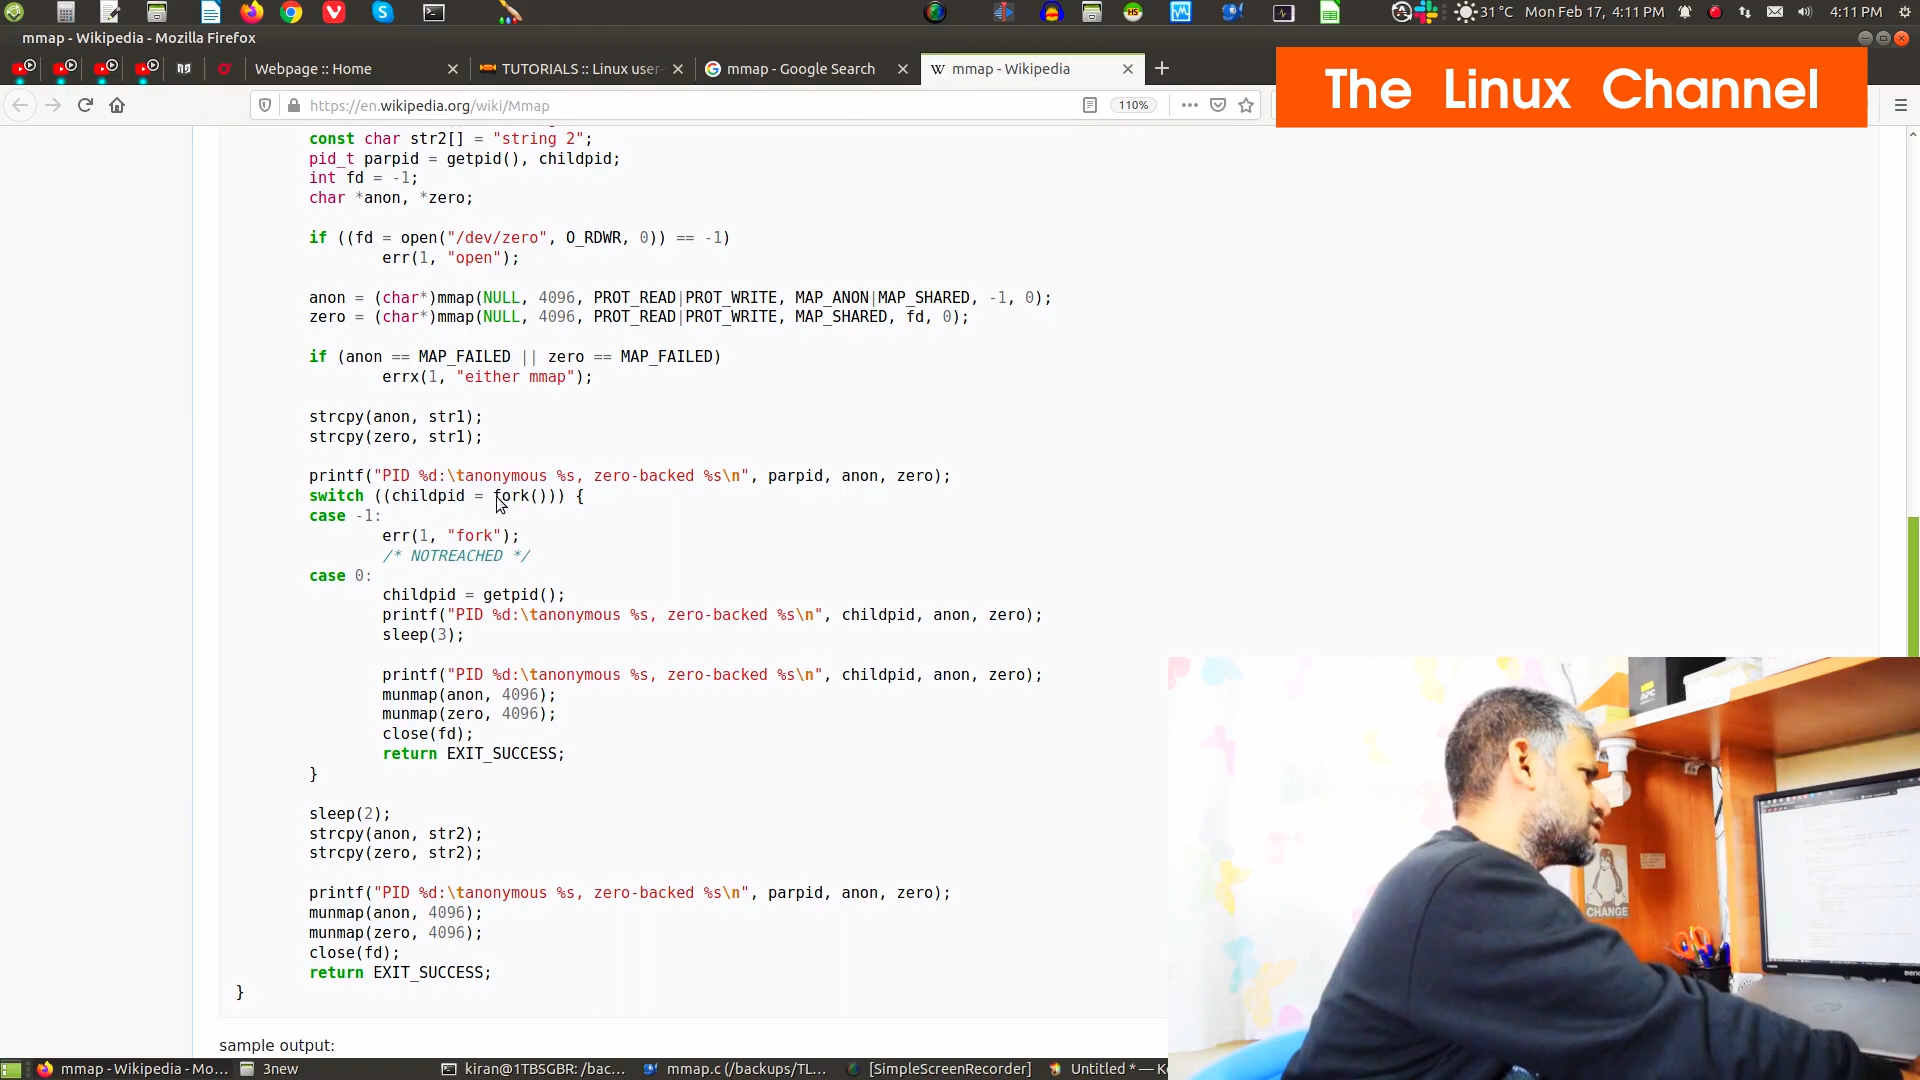 31 °C Mon Feb 17, 4:11 PM 4:11 PM
mmap - Wikipedia - Mozilla Firefox
Webpage :: Home
TUTORIALS :: Linux user-
mmap - Google Search
mmap - Wikipedia
The Linux Channel
https://en.wikipedia.org/wiki/Mmap
110%
const char str2[] = "string 2";
pid_t parpid = getpid(), childpid;
int fd = -1;
char *anon, *zero;
if ((fd = open("/dev/zero", O_RDWR, 0)) == -1)
err(1, "open");
anon = (char*)mmap(NULL, 4096, PROT_READ|PROT_WRITE, MAP_ANON|MAP_SHARED, -1, 0);
zero = (char*)mmap(NULL, 4096, PROT_READ|PROT_WRITE, MAP_SHARED, fd, 0);
if (anon == MAP_FAILED || zero == MAP_FAILED)
errx(1, "either mmap");
strcpy(anon, str1);
strcpy(zero, str1);
printf("PID %d:\tanonymous %s, zero-backed %s\n", parpid, anon, zero);
switch ((childpid = fork())) {
case -1:
err(1, "fork");
/* NOTREACHED */
case 0:
childpid = getpid();
printf("PID %d:\tanonymous %s, zero-backed %s\n", childpid, anon, zero);
sleep(3);
printf("PID %d:\tanonymous %s, zero-backed %s\n", childpid, anon, zero);
munmap(anon, 4096);
munmap(zero, 4096);
close(fd);
return EXIT_SUCCESS;
}
sleep(2);
strcpy(anon, str2);
strcpy(zero, str2);
printf("PID %d:\tanonymous %s, zero-backed %s\n", parpid, anon, zero);
munmap(anon, 4096);
munmap(zero, 4096);
close(fd);
return EXIT_SUCCESS;
}
sample output:
APC
CHANGE
mmap - Wikipedia - Mo...
3new
kiran@1TBSGBR: /bac...
mmap.c (/backups/TL...
[SimpleScreenRecorder]
Untitled * —